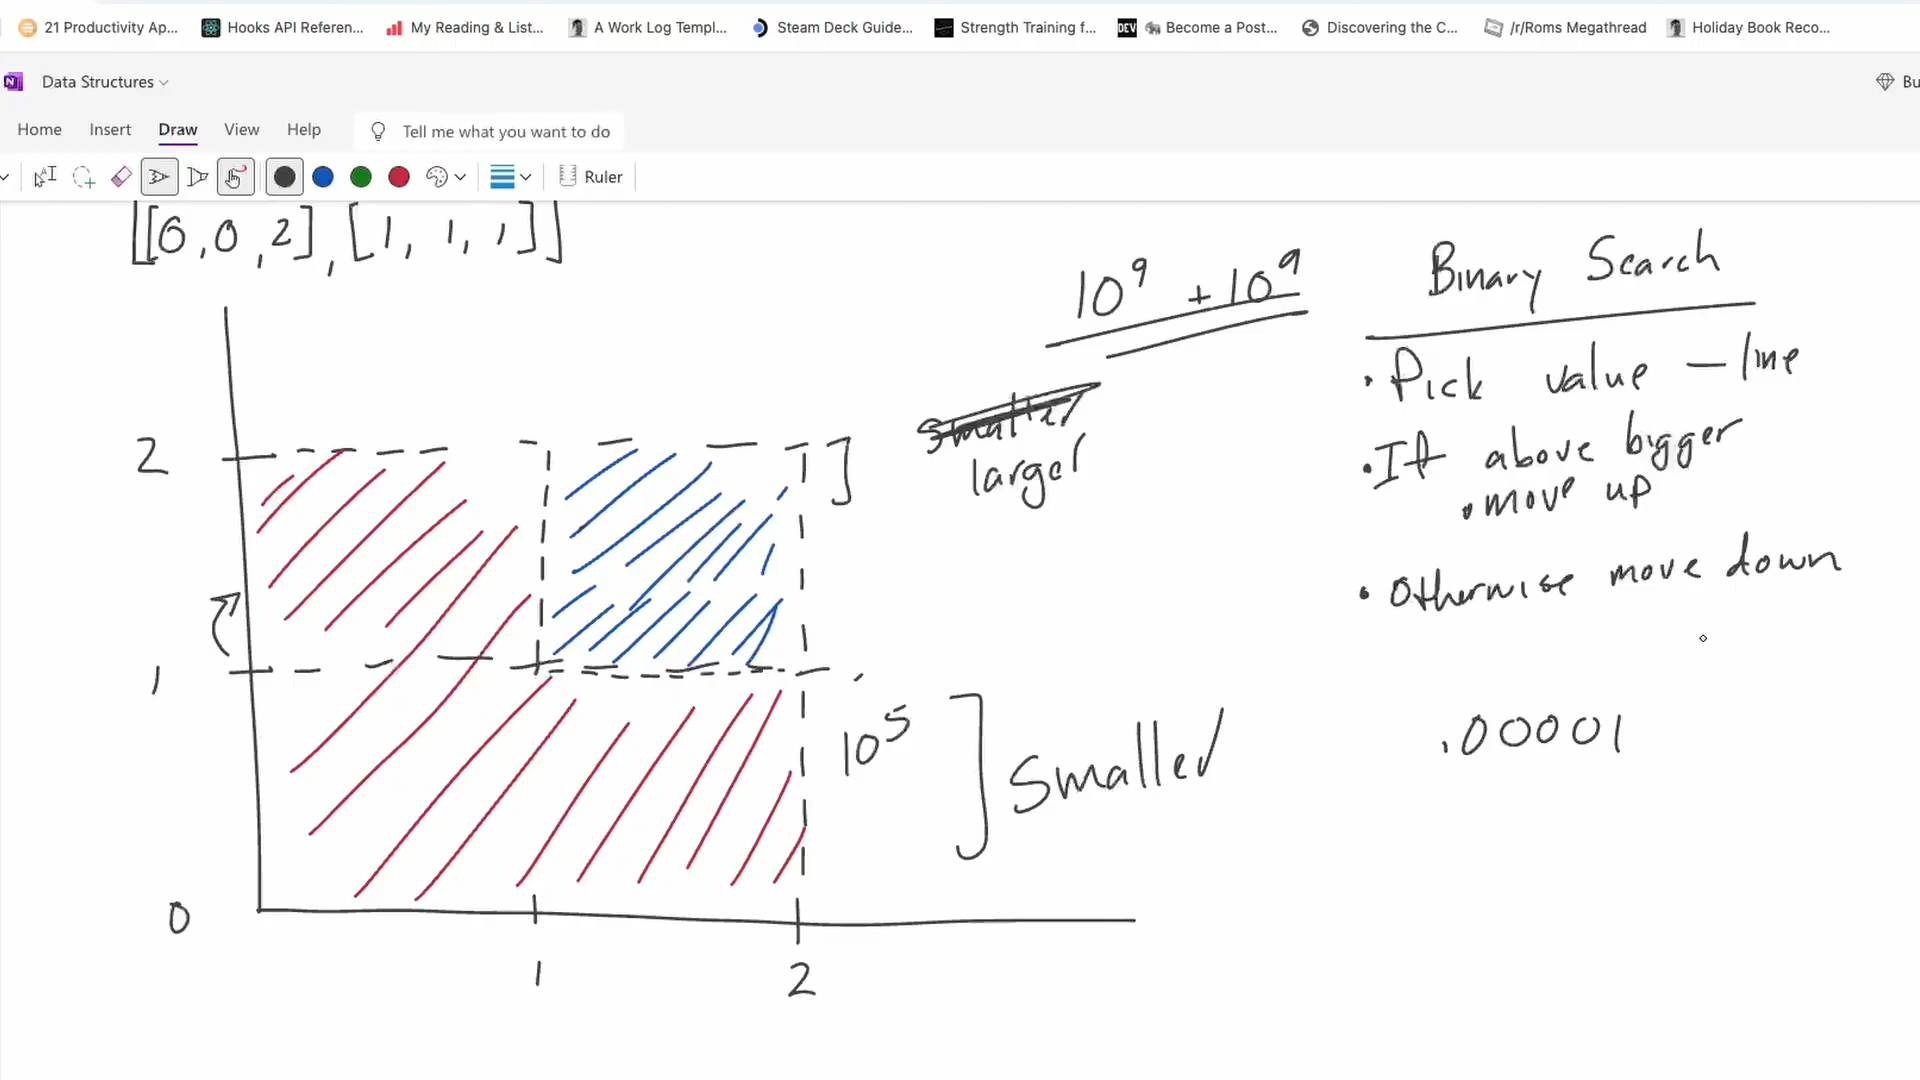 21 Productivity Ap... Hooks API Referen... My Reading & List... A Work Log Templ... Steam Deck Guide... Strength Training f... DEV Become a Post... Discovering the C... /r/Roms Megathread Holiday Book Reco...
Data Structures Bu
Home Insert Draw View Help Tell me what you want to do
Ruler
[[0,0,2],[1,1,1]]
10⁹ + 10⁹
Binary Search
• Pick value — line
smaller
larger
• If above bigger
• move up
• Otherwise move down
2
1
10⁵
Smaller
.00001
0
1 2